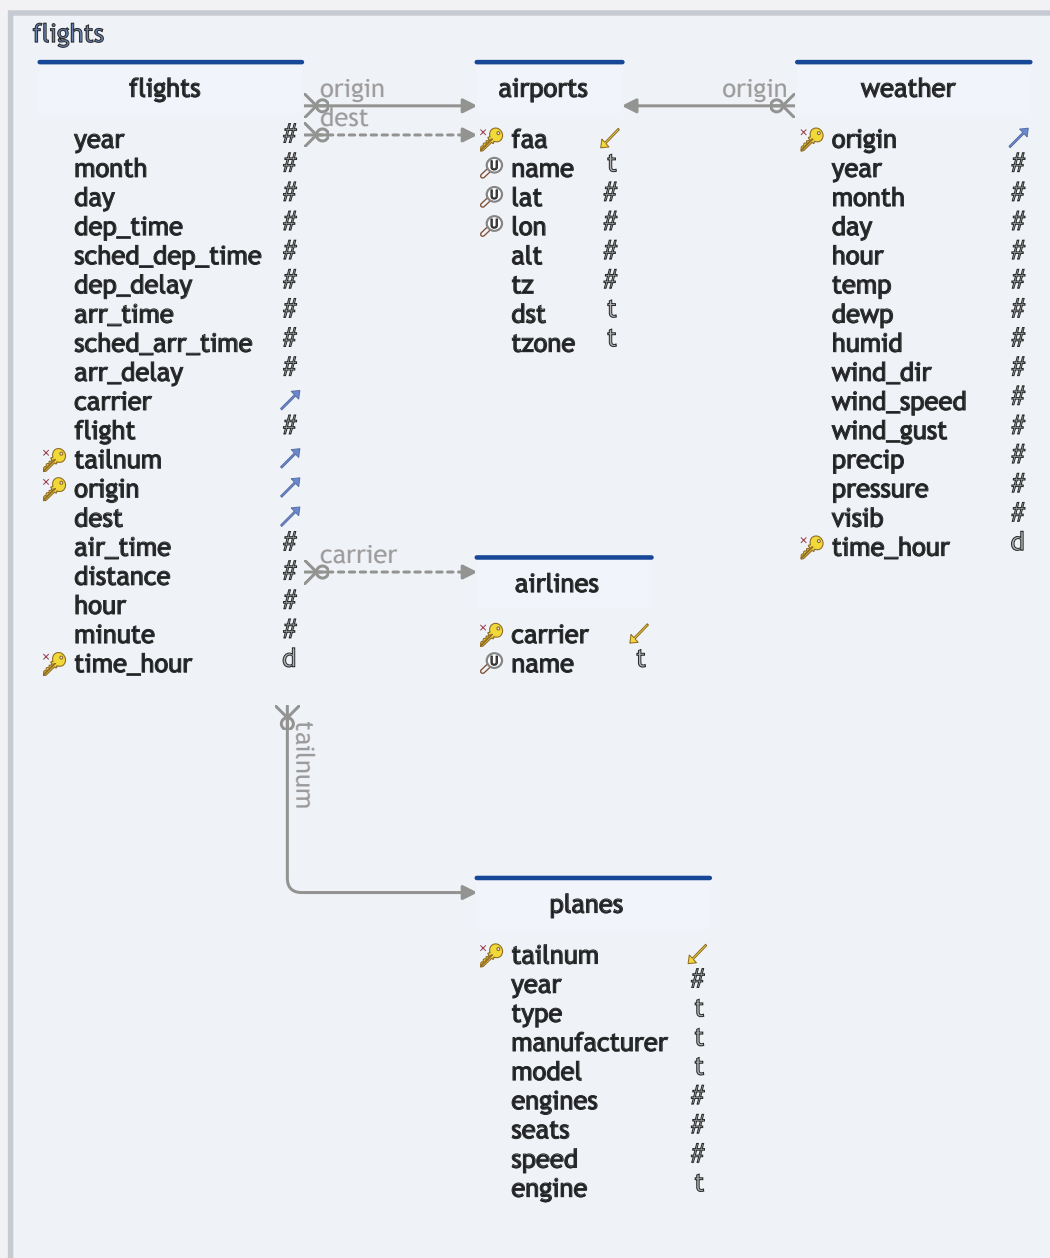 flights
flights
year #
month #
day #
dep_time #
sched_dep_time #
dep_delay #
arr_time #
sched_arr_time #
arr_delay #
carrier
flight #
tailnum
origin
dest
air_time #
distance #
hour #
minute #
time_hour d
origin
dest
airports
faa
U name t
U lat #
U lon #
alt #
tz #
dst t
tzone t
origin
weather
origin
year #
month #
day #
hour #
temp #
dewp #
humid #
wind_dir #
wind_speed #
wind_gust #
precip #
pressure #
visib #
time_hour d
carrier
airlines
carrier
U name t
tailnum
planes
tailnum
year #
type t
manufacturer t
model t
engines #
seats #
speed #
engine t